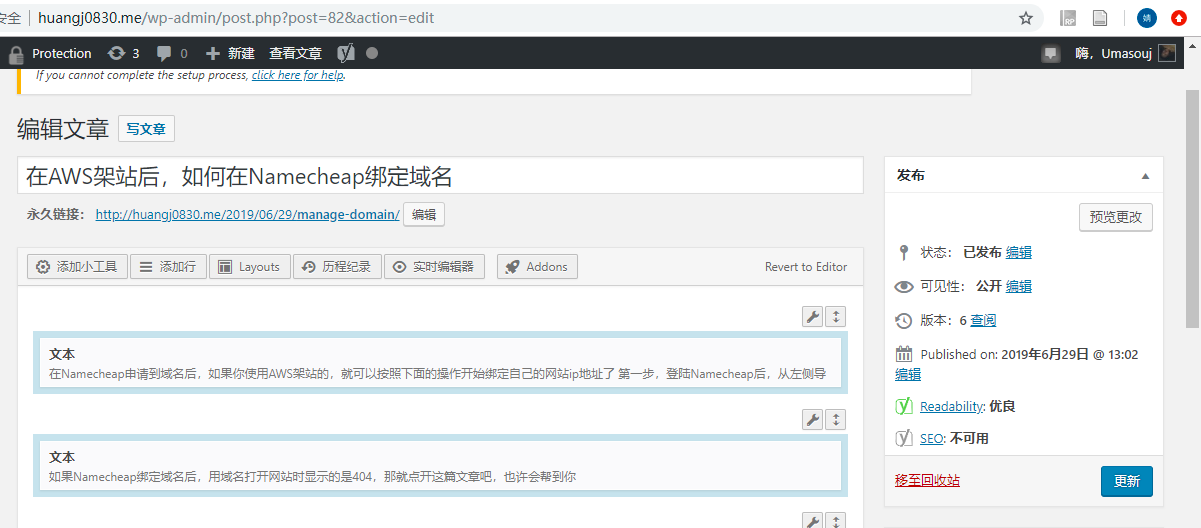 安全 huangj0830.me/wp-admin/post.php?post=82&action=edit
RP 婧
Protection 3 0 新建 查看文章 嗨，Umasouj
If you cannot complete the setup process, click here for help.
编辑文章 写文章
在AWS架站后，如何在Namecheap绑定域名
永久链接： http://huangj0830.me/2019/06/29/manage-domain/ 编辑
添加小工具 添加行 Layouts 历程纪录 实时编辑器 Addons Revert to Editor
文本
在Namecheap申请到域名后，如果你使用AWS架站的，就可以按照下面的操作开始绑定自己的网站ip地址了 第一步，登陆Namecheap后，从左侧导
文本
如果Namecheap绑定域名后，用域名打开网站时显示的是404，那就点开这篇文章吧，也许会帮到你
发布
预览更改
状态： 已发布 编辑
可见性： 公开 编辑
版本：6 查阅
Published on: 2019年6月29日 @ 13:02
编辑
Readability: 优良
SEO: 不可用
移至回收站 更新